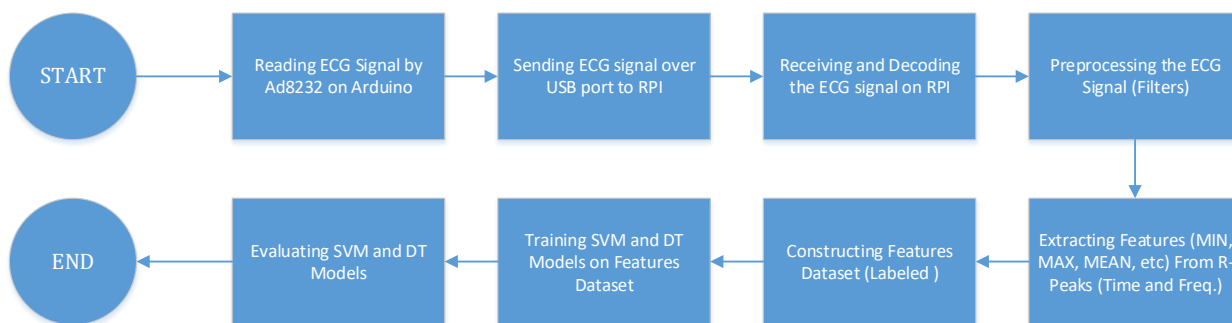 START
Reading ECG Signal by
Ad8232 on Arduino
Sending ECG signal over
USB port to RPI
Receiving and Decoding
the ECG signal on RPI
Preprocessing the ECG
Signal (Filters)
Extracting Features (MIN,
MAX, MEAN, etc) From R-
Peaks (Time and Freq.)
Constructing Features
Dataset (Labeled )
Training SVM and DT
Models on Features
Dataset
Evaluating SVM and DT
Models
END